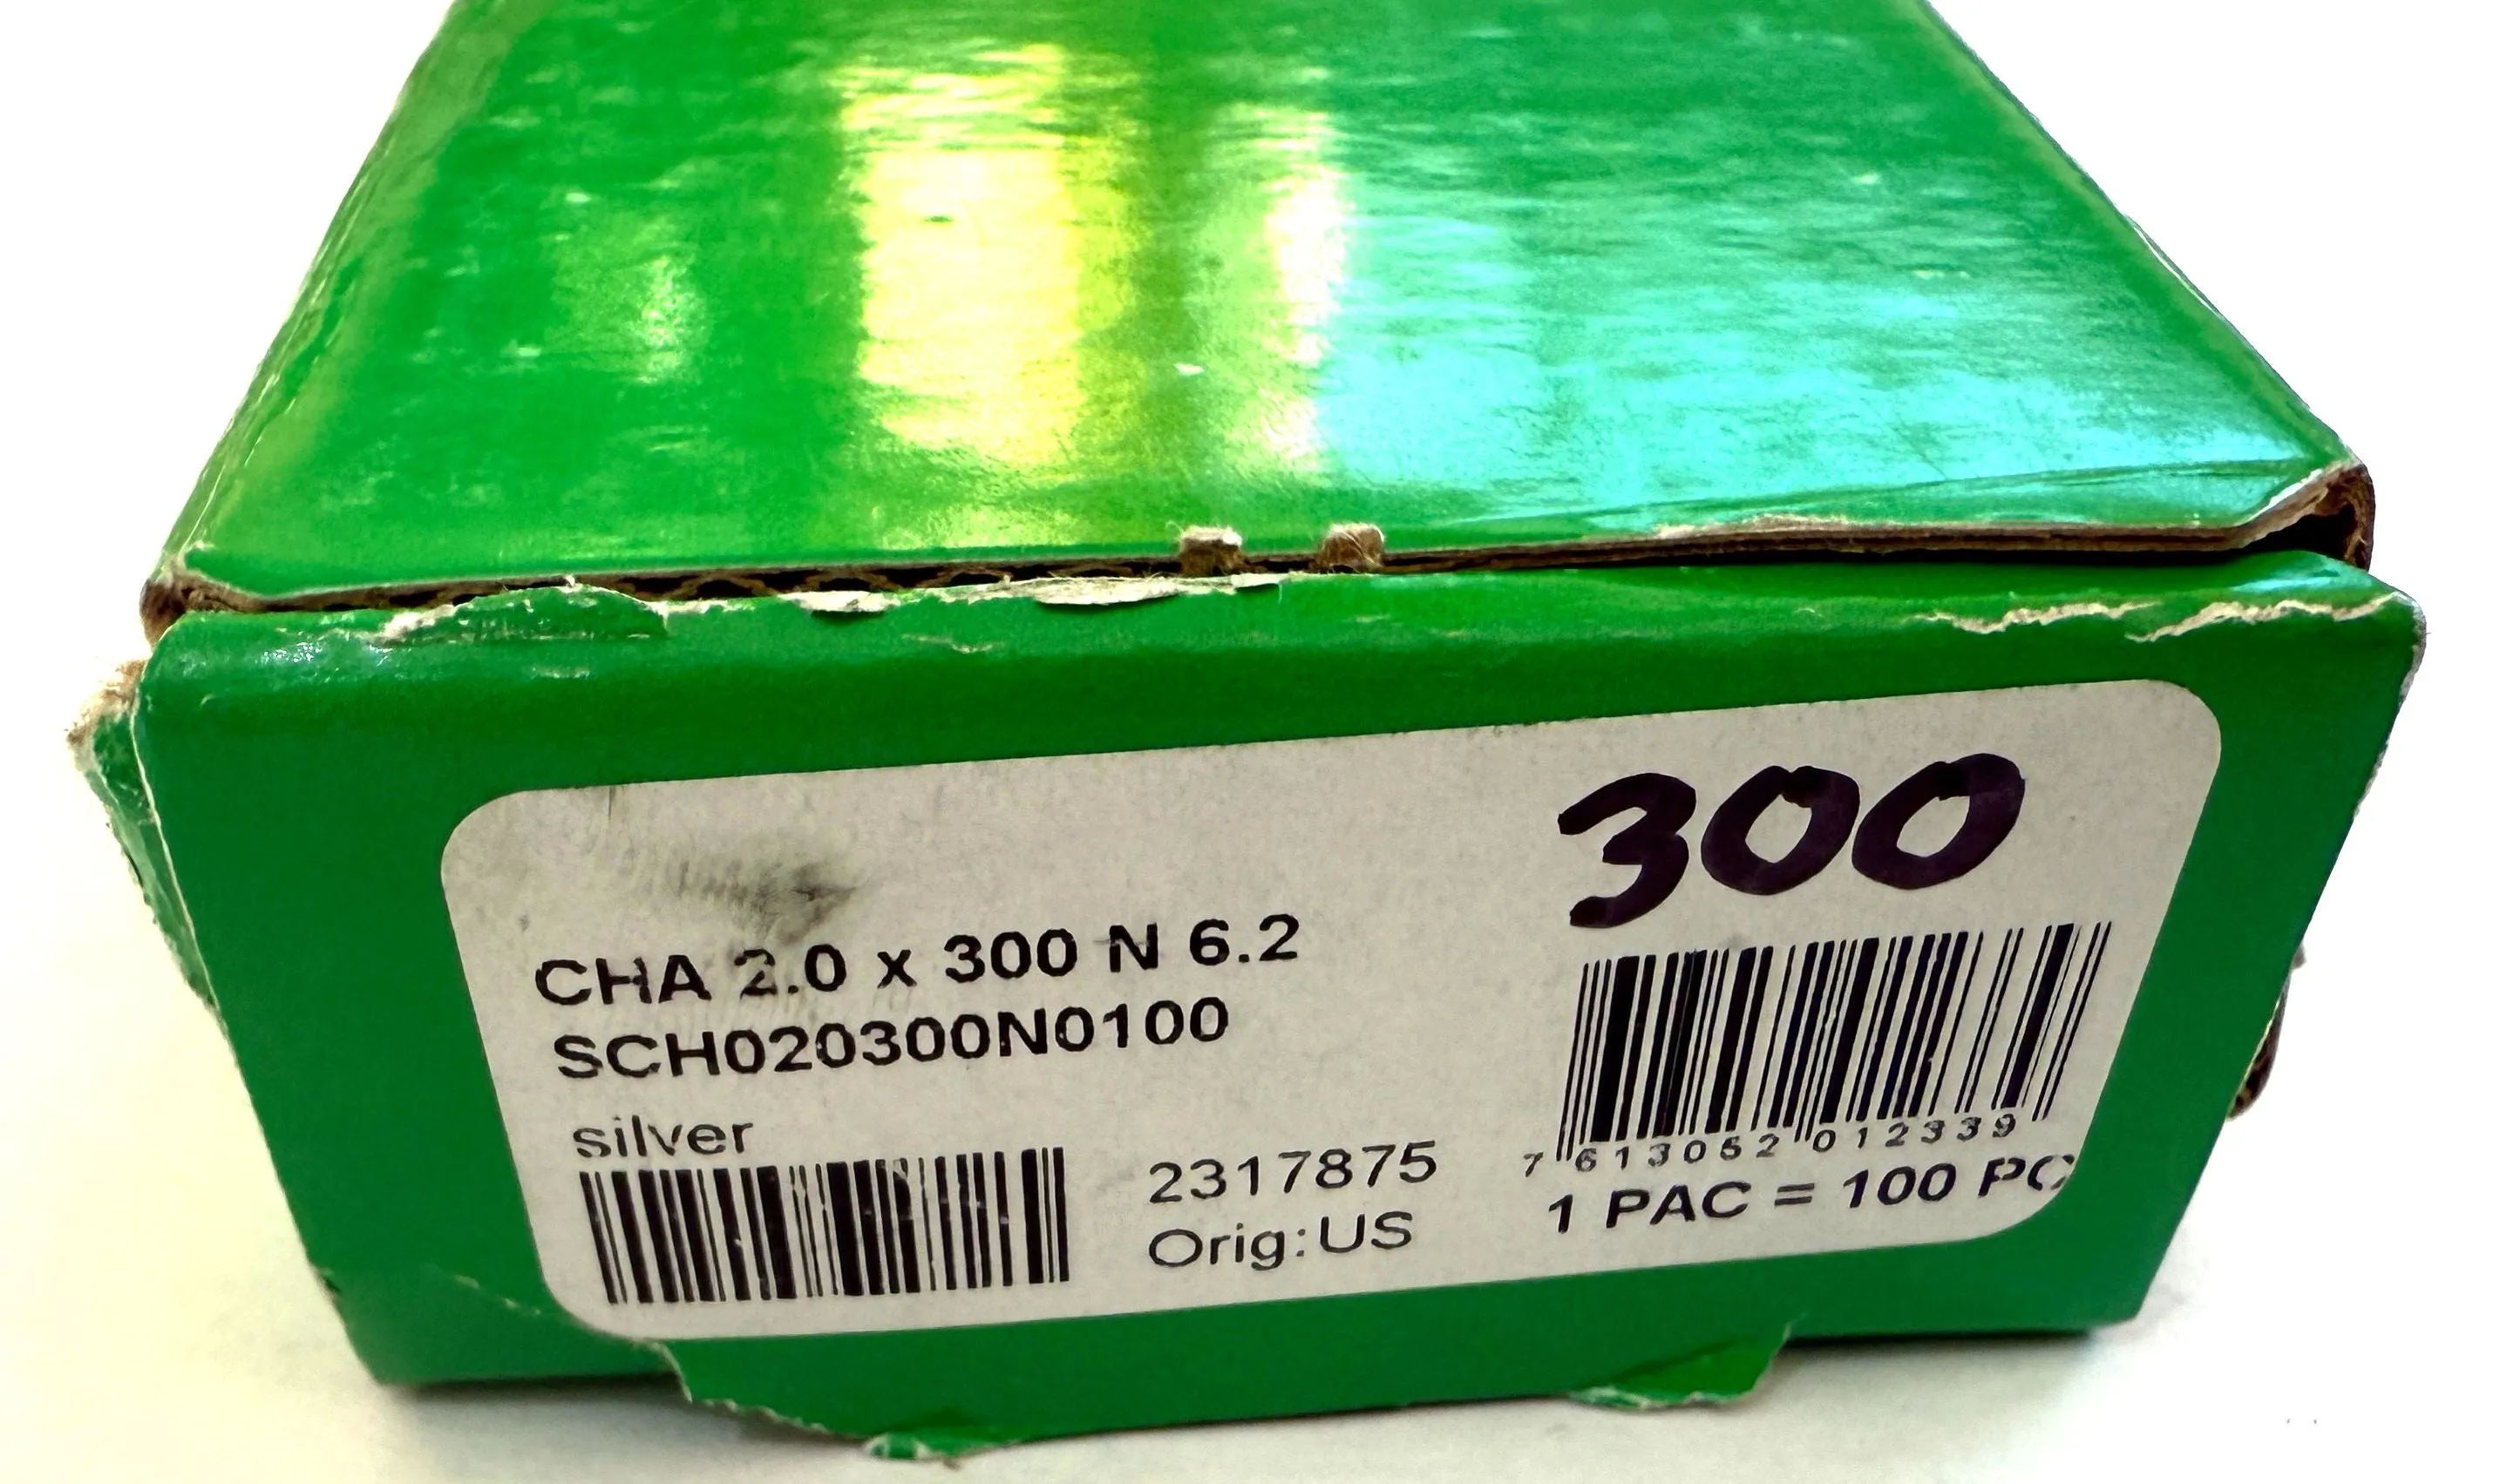 300
CHA 2.0 x 300 N 6.2
SCH020300N0100
silver
2317875
Orig:US
7 613052 012339
1 PAC = 100 PC